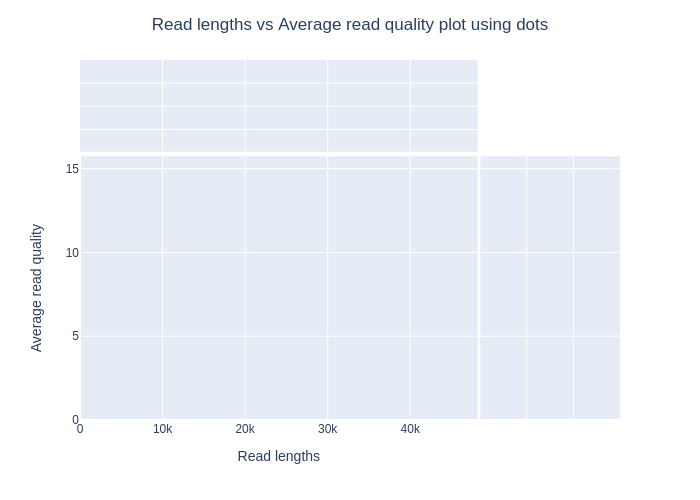 Read lengths vs Average read quality plot using dots
15
10
5
0
Average read quality
0 10k 20k 30k 40k
Read lengths